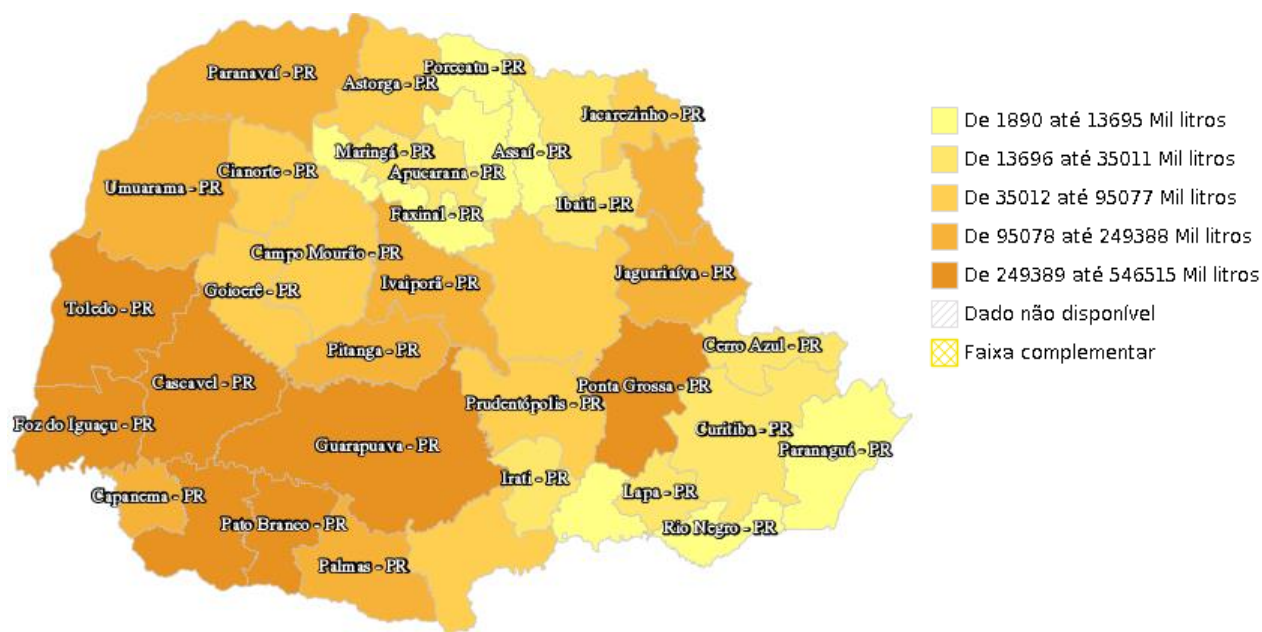 Paranavaí - PR
Astorga - PR
Porecatu - PR
Jacarezinho - PR
Maringá - PR
Assaí - PR
Cianorte - PR
Apucarana - PR
Umuarama - PR
Ibaiti - PR
Faxinal - PR
Campo Mourão - PR
Jaguariaíva - PR
Ivaiporã - PR
Goioerê - PR
Toledo - PR
Cerro Azul - PR
Pitanga - PR
Cascavel - PR
Ponta Grossa - PR
Prudentópolis - PR
Foz do Iguaçu - PR
Curitiba - PR
Guarapuava - PR
Paranaguá - PR
Irati - PR
Lapa - PR
Capanema - PR
Pato Branco - PR
Rio Negro - PR
Palmas - PR
De 1890 até 13695 Mil litros
De 13696 até 35011 Mil litros
De 35012 até 95077 Mil litros
De 95078 até 249388 Mil litros
De 249389 até 546515 Mil litros
Dado não disponível
Faixa complementar